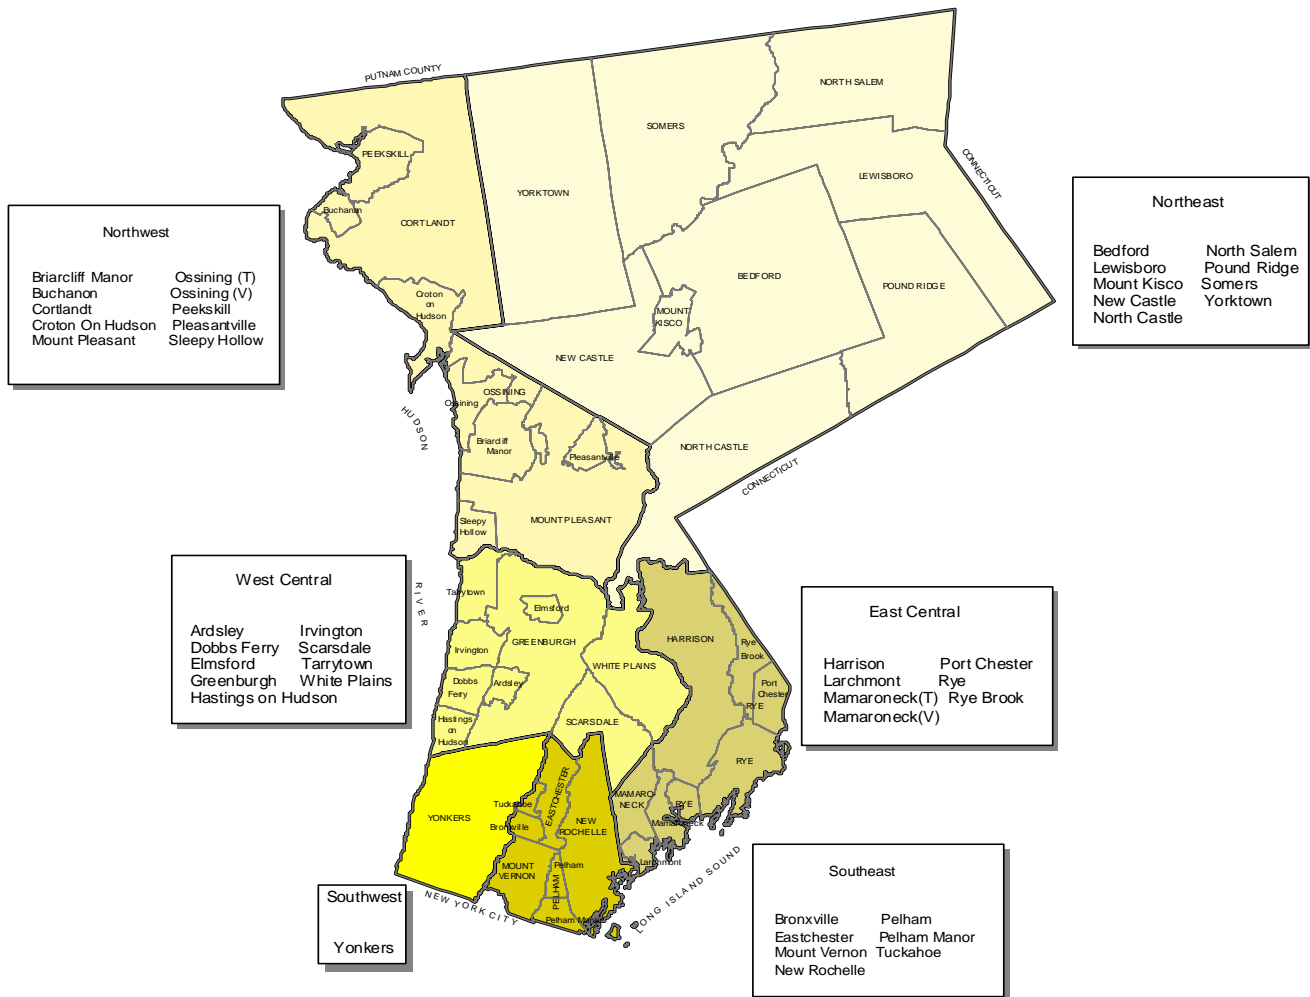 PUTNAM COUNTY
NORTH SALEM
SOMERS
PEEKSKILL
CONNECTICUT
LEWISBORO
YORKTOWN
Buchanan
CORTLANDT
BEDFORD
POUND RIDGE
Croton
on
Hudson
MOUNT
KISCO
NEW CASTLE
OSSINING
Ossining
HUDSON
Briarcliff
Manor
Pleasantville
NORTH CASTLE
CONNECTICUT
Sleepy
Hollow
MOUNT PLEASANT
Northwest
Briarcliff Manor Ossining (T)
Buchanon Ossining (V)
Cortlandt Peekskill
Croton On Hudson Pleasantville
Mount Pleasant Sleepy Hollow
Northeast
Bedford North Salem
Lewisboro Pound Ridge
Mount Kisco Somers
New Castle Yorktown
North Castle
West Central
Ardsley Irvington
Dobbs Ferry Scarsdale
Elmsford Tarrytown
Greenburgh White Plains
Hastings on Hudson
RIVER
Tarrytown
Elmsford
Irvington
GREENBURGH
WHITE PLAINS
HARRISON
Rye
Brook
Dobbs
Ferry
Ardsley
Port
Chester
RYE
Hastings
on
Hudson
SCARSDALE
RYE
East Central
Harrison Port Chester
Larchmont Rye
Mamaroneck(T) Rye Brook
Mamaroneck(V)
EASTCHESTER
MAMARO-
NECK
RYE
Tuckahoe
YONKERS
Bronxville
NEW
ROCHELLE
Mamaroneck
Larchmont
MOUNT
VERNON
Pelham
PELHAM
Pelham Manor
NEW YORK CITY
LONG ISLAND SOUND
Southwest
Yonkers
Southeast
Bronxville Pelham
Eastchester Pelham Manor
Mount Vernon Tuckahoe
New Rochelle